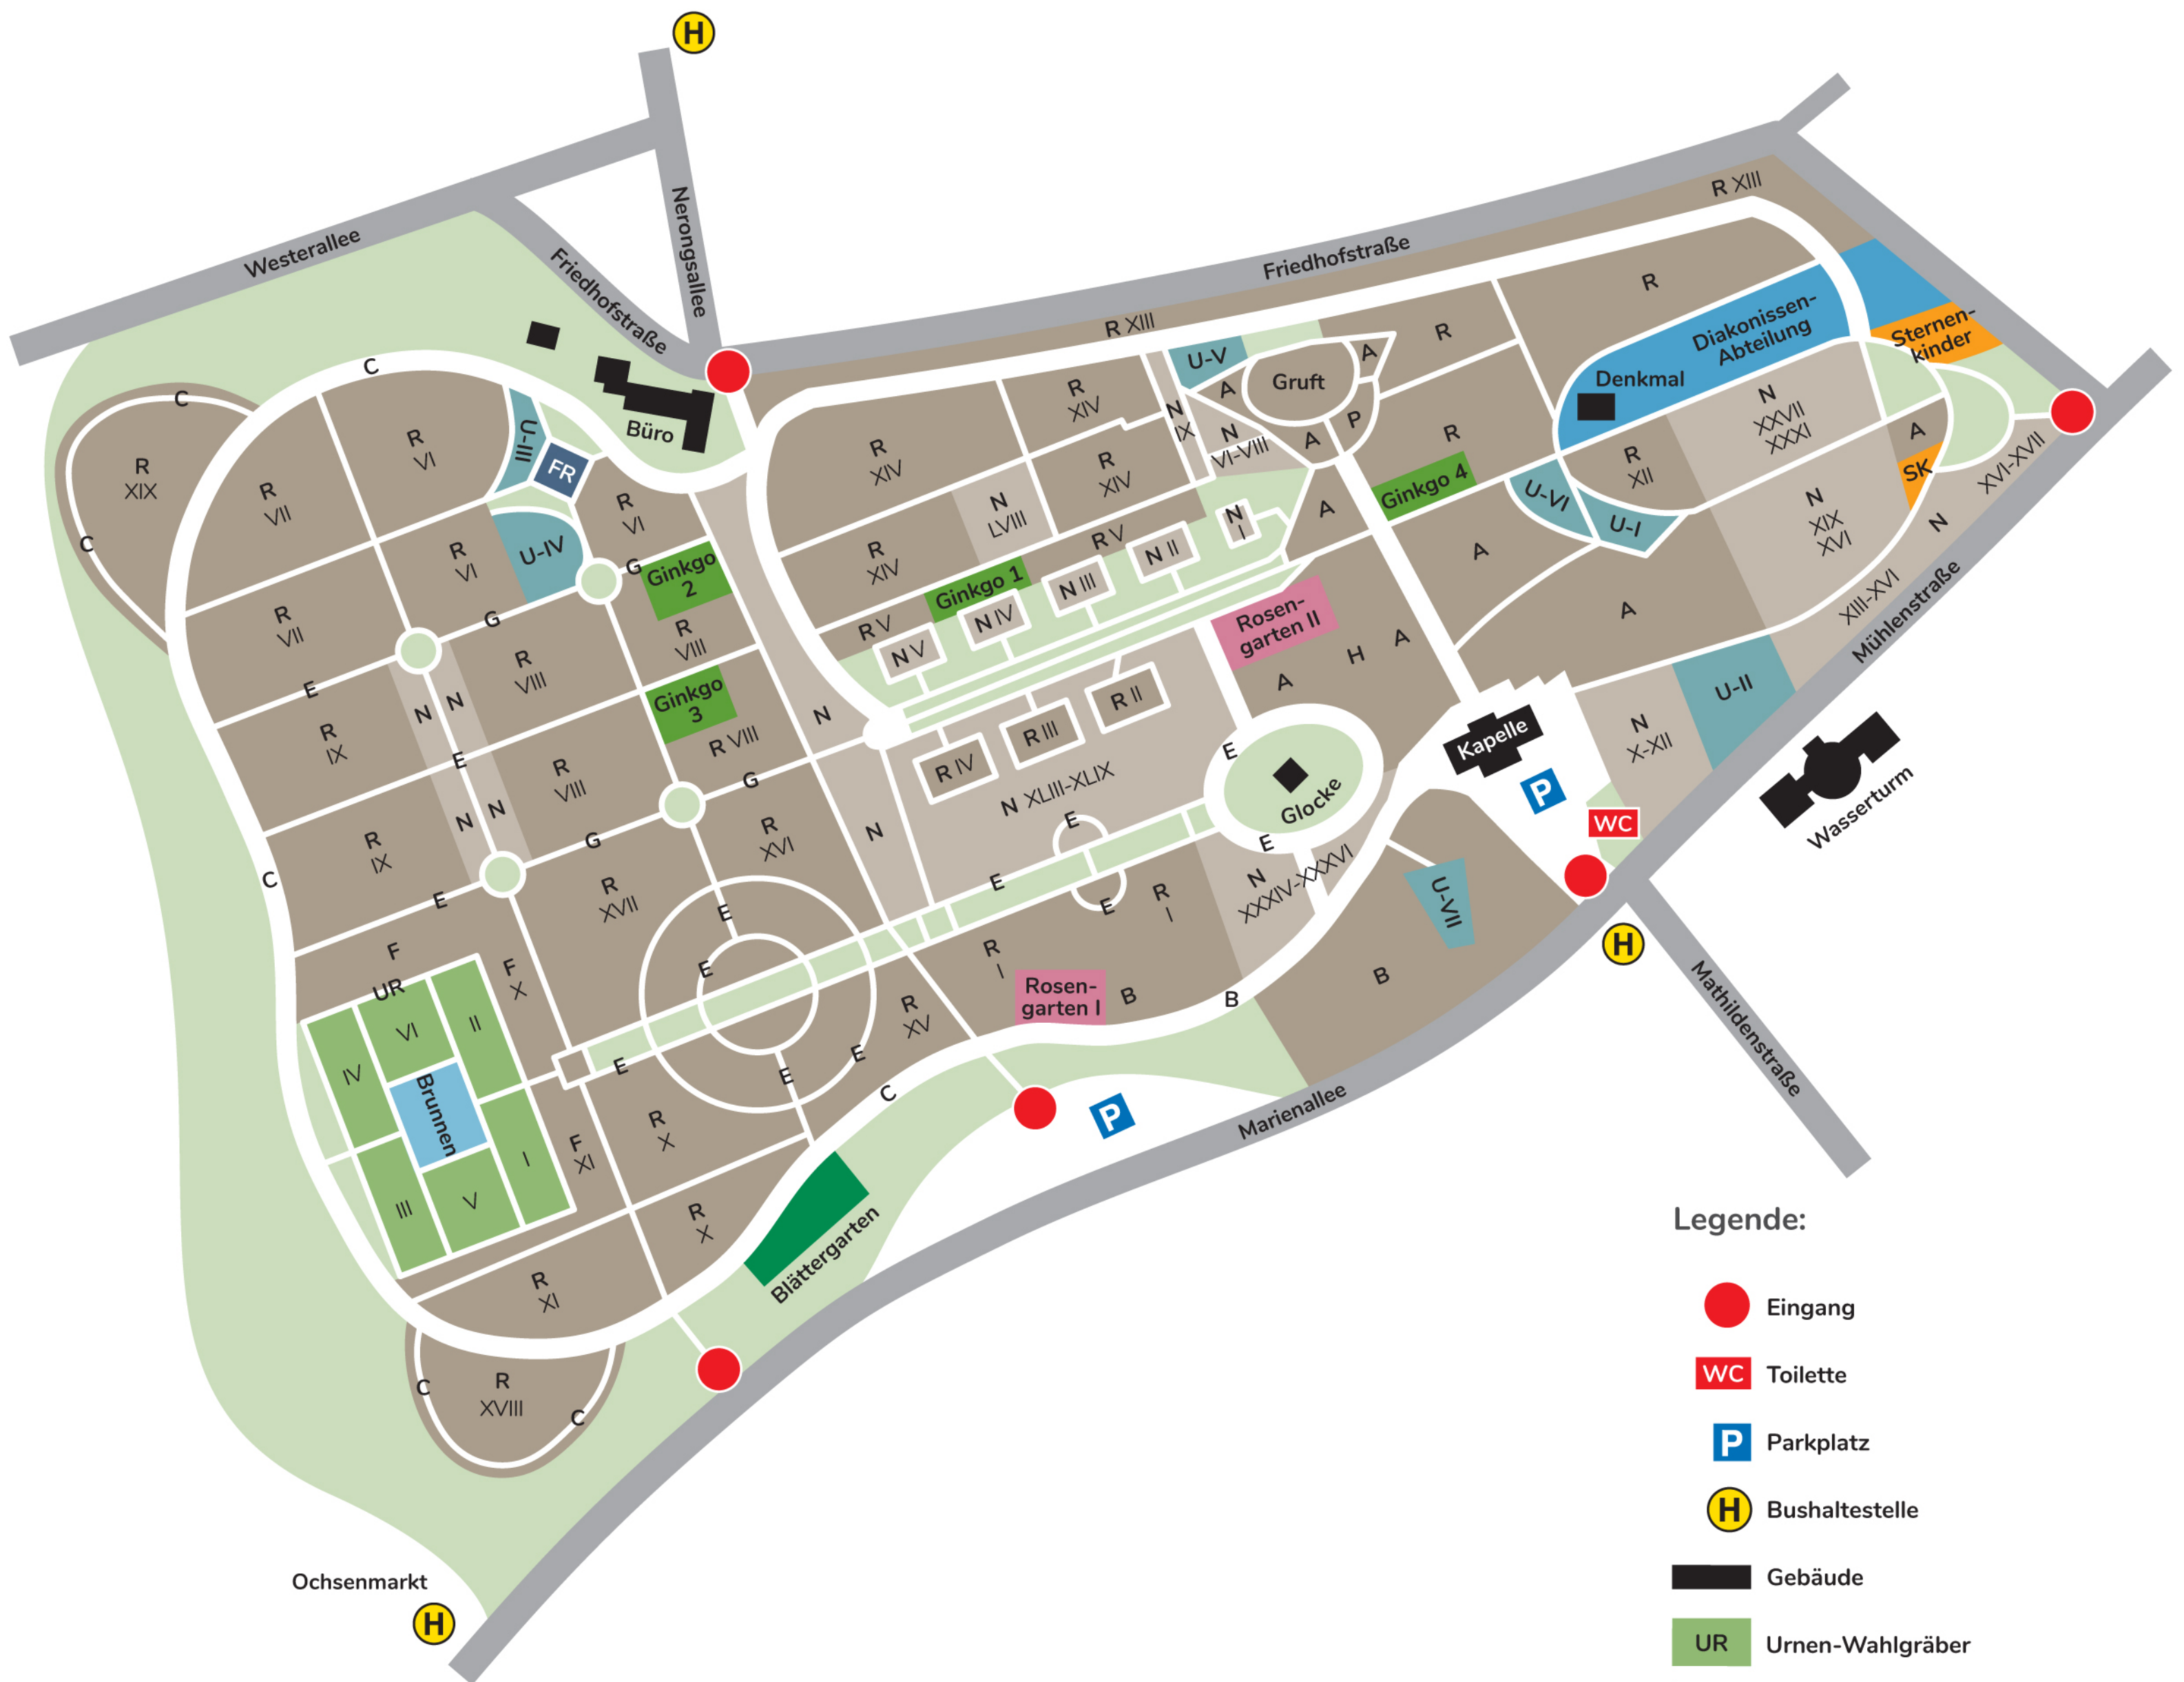 H
Nerongsallee
Westerallee
Friedhofstraße
Friedhofstraße
R XIII
R XIII
C
C
C
R
XIX
R
VII
R
VI
U-III
FR
Büro
R
VI
R
VI
U-IV
G
Ginkgo
2
R
VII
G
E
R
VIII
R
VIII
Ginkgo
3
R VIII
N
N
N
R
IX
E
R
VIII
N
N
G
G
R
IX
C
E
R
XVI
N
R
XVII
E
E
F
F
X
UR
IV
VI
II
Brunnen
III
V
I
F
XI
E
E
E
R
X
R
X
R
XV
C
R
XI
R
XVIII
C
C
Blättergarten
R
XIV
R
XIV
N
IX
U-V
A
Gruft
A
P
A
N
VI-VIII
R
XIV
N
LVIII
R
XIV
R V
Ginkgo 1
R V
N V
N IV
N III
N II
N
I
A
R
R
Ginkgo 4
R
Denkmal
Diakonissen-
Abteilung
Sternen-
kinder
N
XXVII
XXXI
R
XII
A
SK
U-VI
U-I
N
XIX
XVI
XVI-XVII
N
XIII-XVI
A
A
Mühlenstraße
Rosen-
garten II
A
H
A
R IV
R III
R II
N XLIII-XLIX
E
E
E
E
E
Glocke
Kapelle
P
WC
N
X-XII
U-II
Wasserturm
N
XXXIV-XXXVI
R
I
R
I
Rosen-
garten I
B
B
B
U-VII
H
Mathildenstraße
P
Marienallee
Ochsenmarkt
H
Legende:
Eingang
WC Toilette
P Parkplatz
H Bushaltestelle
Gebäude
UR Urnen-Wahlgräber